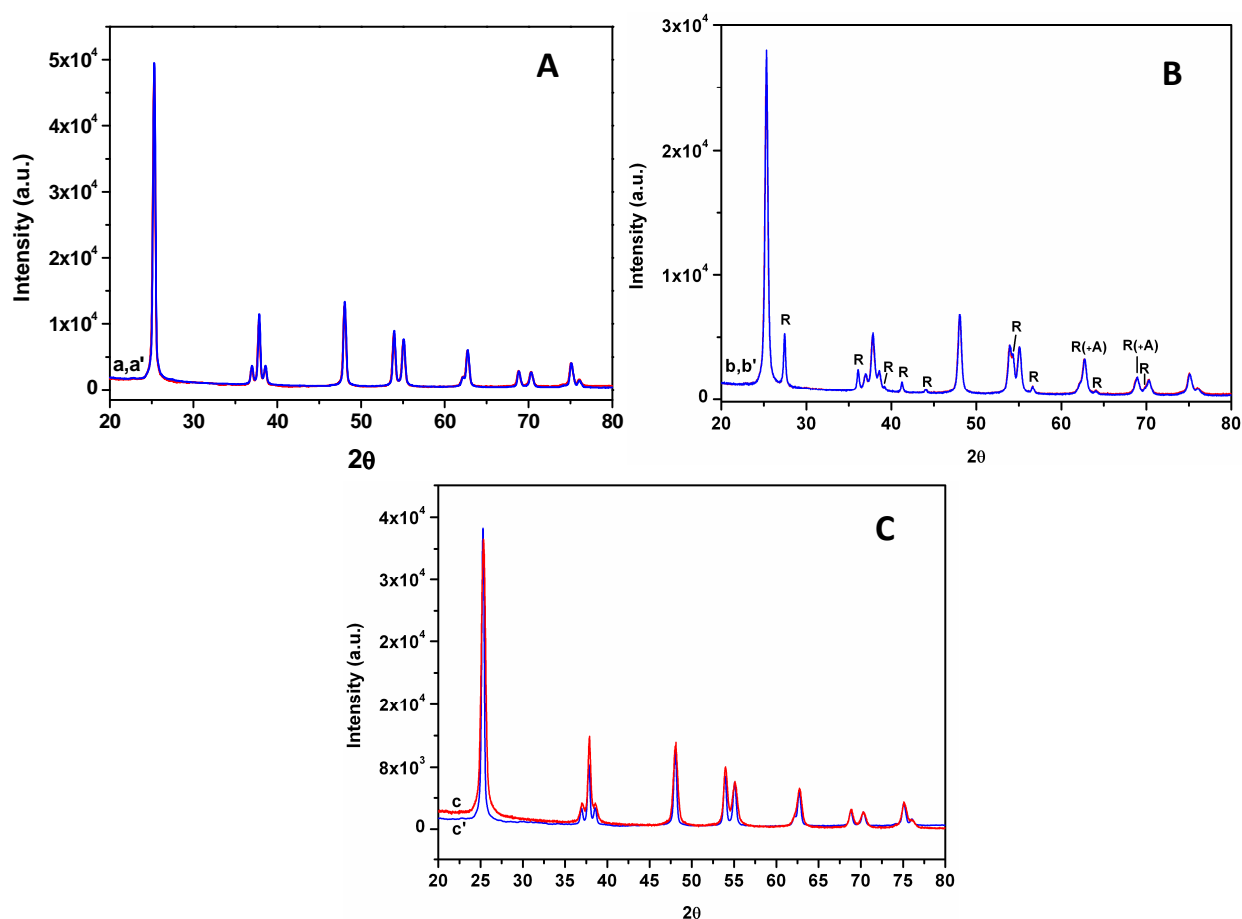 A
5x10⁴
4x10⁴
3x10⁴
2x10⁴
1x10⁴
0
Intensity (a.u.)
a,a'
20 30 40 50 60 70 80
2θ
B
3x10⁴
2x10⁴
1x10⁴
0
Intensity (a.u.)
b,b'
R
R
R
R
R
R
R
R(+A)
R
R(+A)
R
20 30 40 50 60 70 80
2θ
C
4x10⁴
3x10⁴
2x10⁴
2x10⁴
8x10³
0
Intensity (a.u.)
c
c'
20 25 30 35 40 45 50 55 60 65 70 75 80
2θ